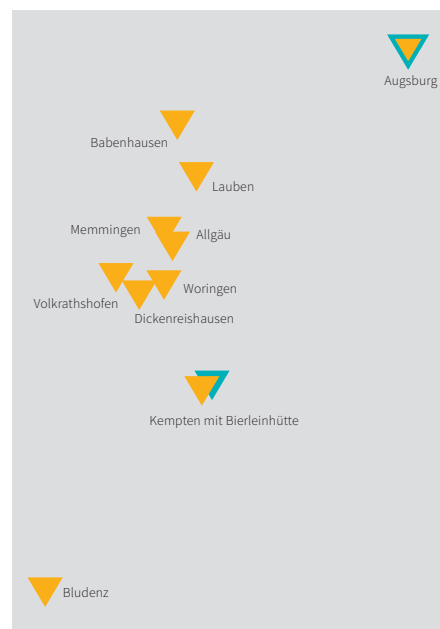 Augsburg
Babenhausen
Lauben
Memmingen
Allgäu
Woringen
Volkrathshofen
Dickenreishausen
Kempten mit Bierleinhütte
Bludenz